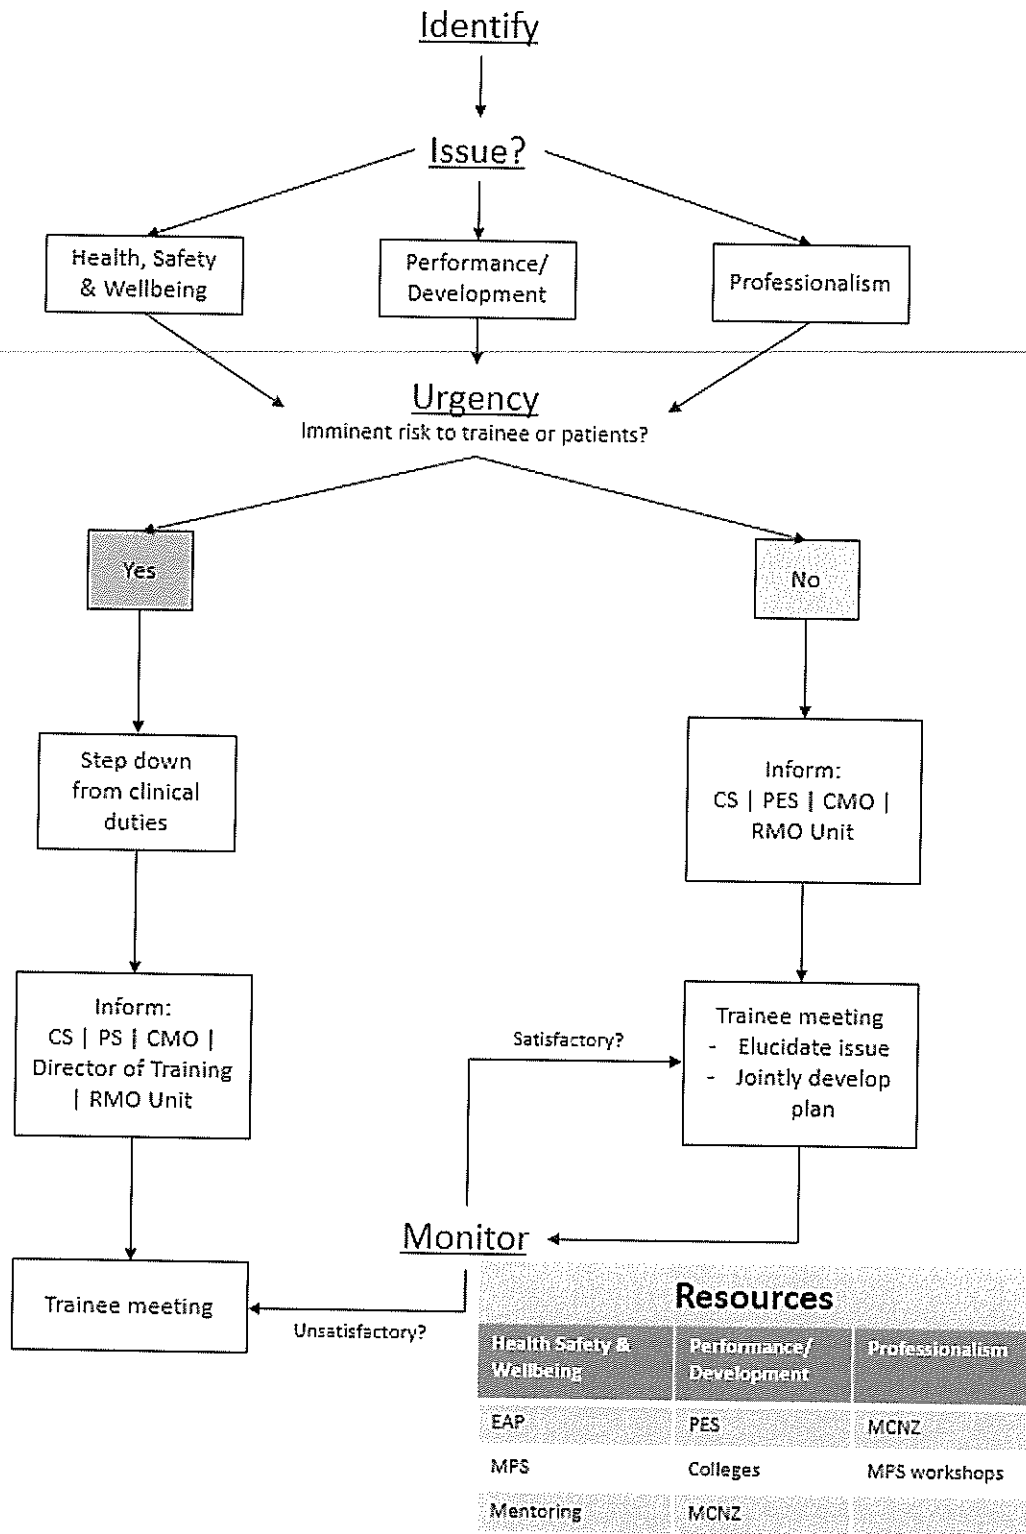 Identify
Issue?
Health, Safety
& Wellbeing
Performance/
Development
Professionalism
Urgency
Imminent risk to trainee or patients?
Yes
No
Step down
from clinical
duties
Inform:
CS | PES | CMO |
RMO Unit
Inform:
CS | PS | CMO |
Director of Training
| RMO Unit
Trainee meeting
- Elucidate issue
- Jointly develop
plan
Satisfactory?
Monitor
Trainee meeting
Unsatisfactory?
Resources
Health Safety &
Wellbeing
Performance/
Development
Professionalism
EAP
PES
MCNZ
MPS
Colleges
MPS workshops
Mentoring
MCNZ